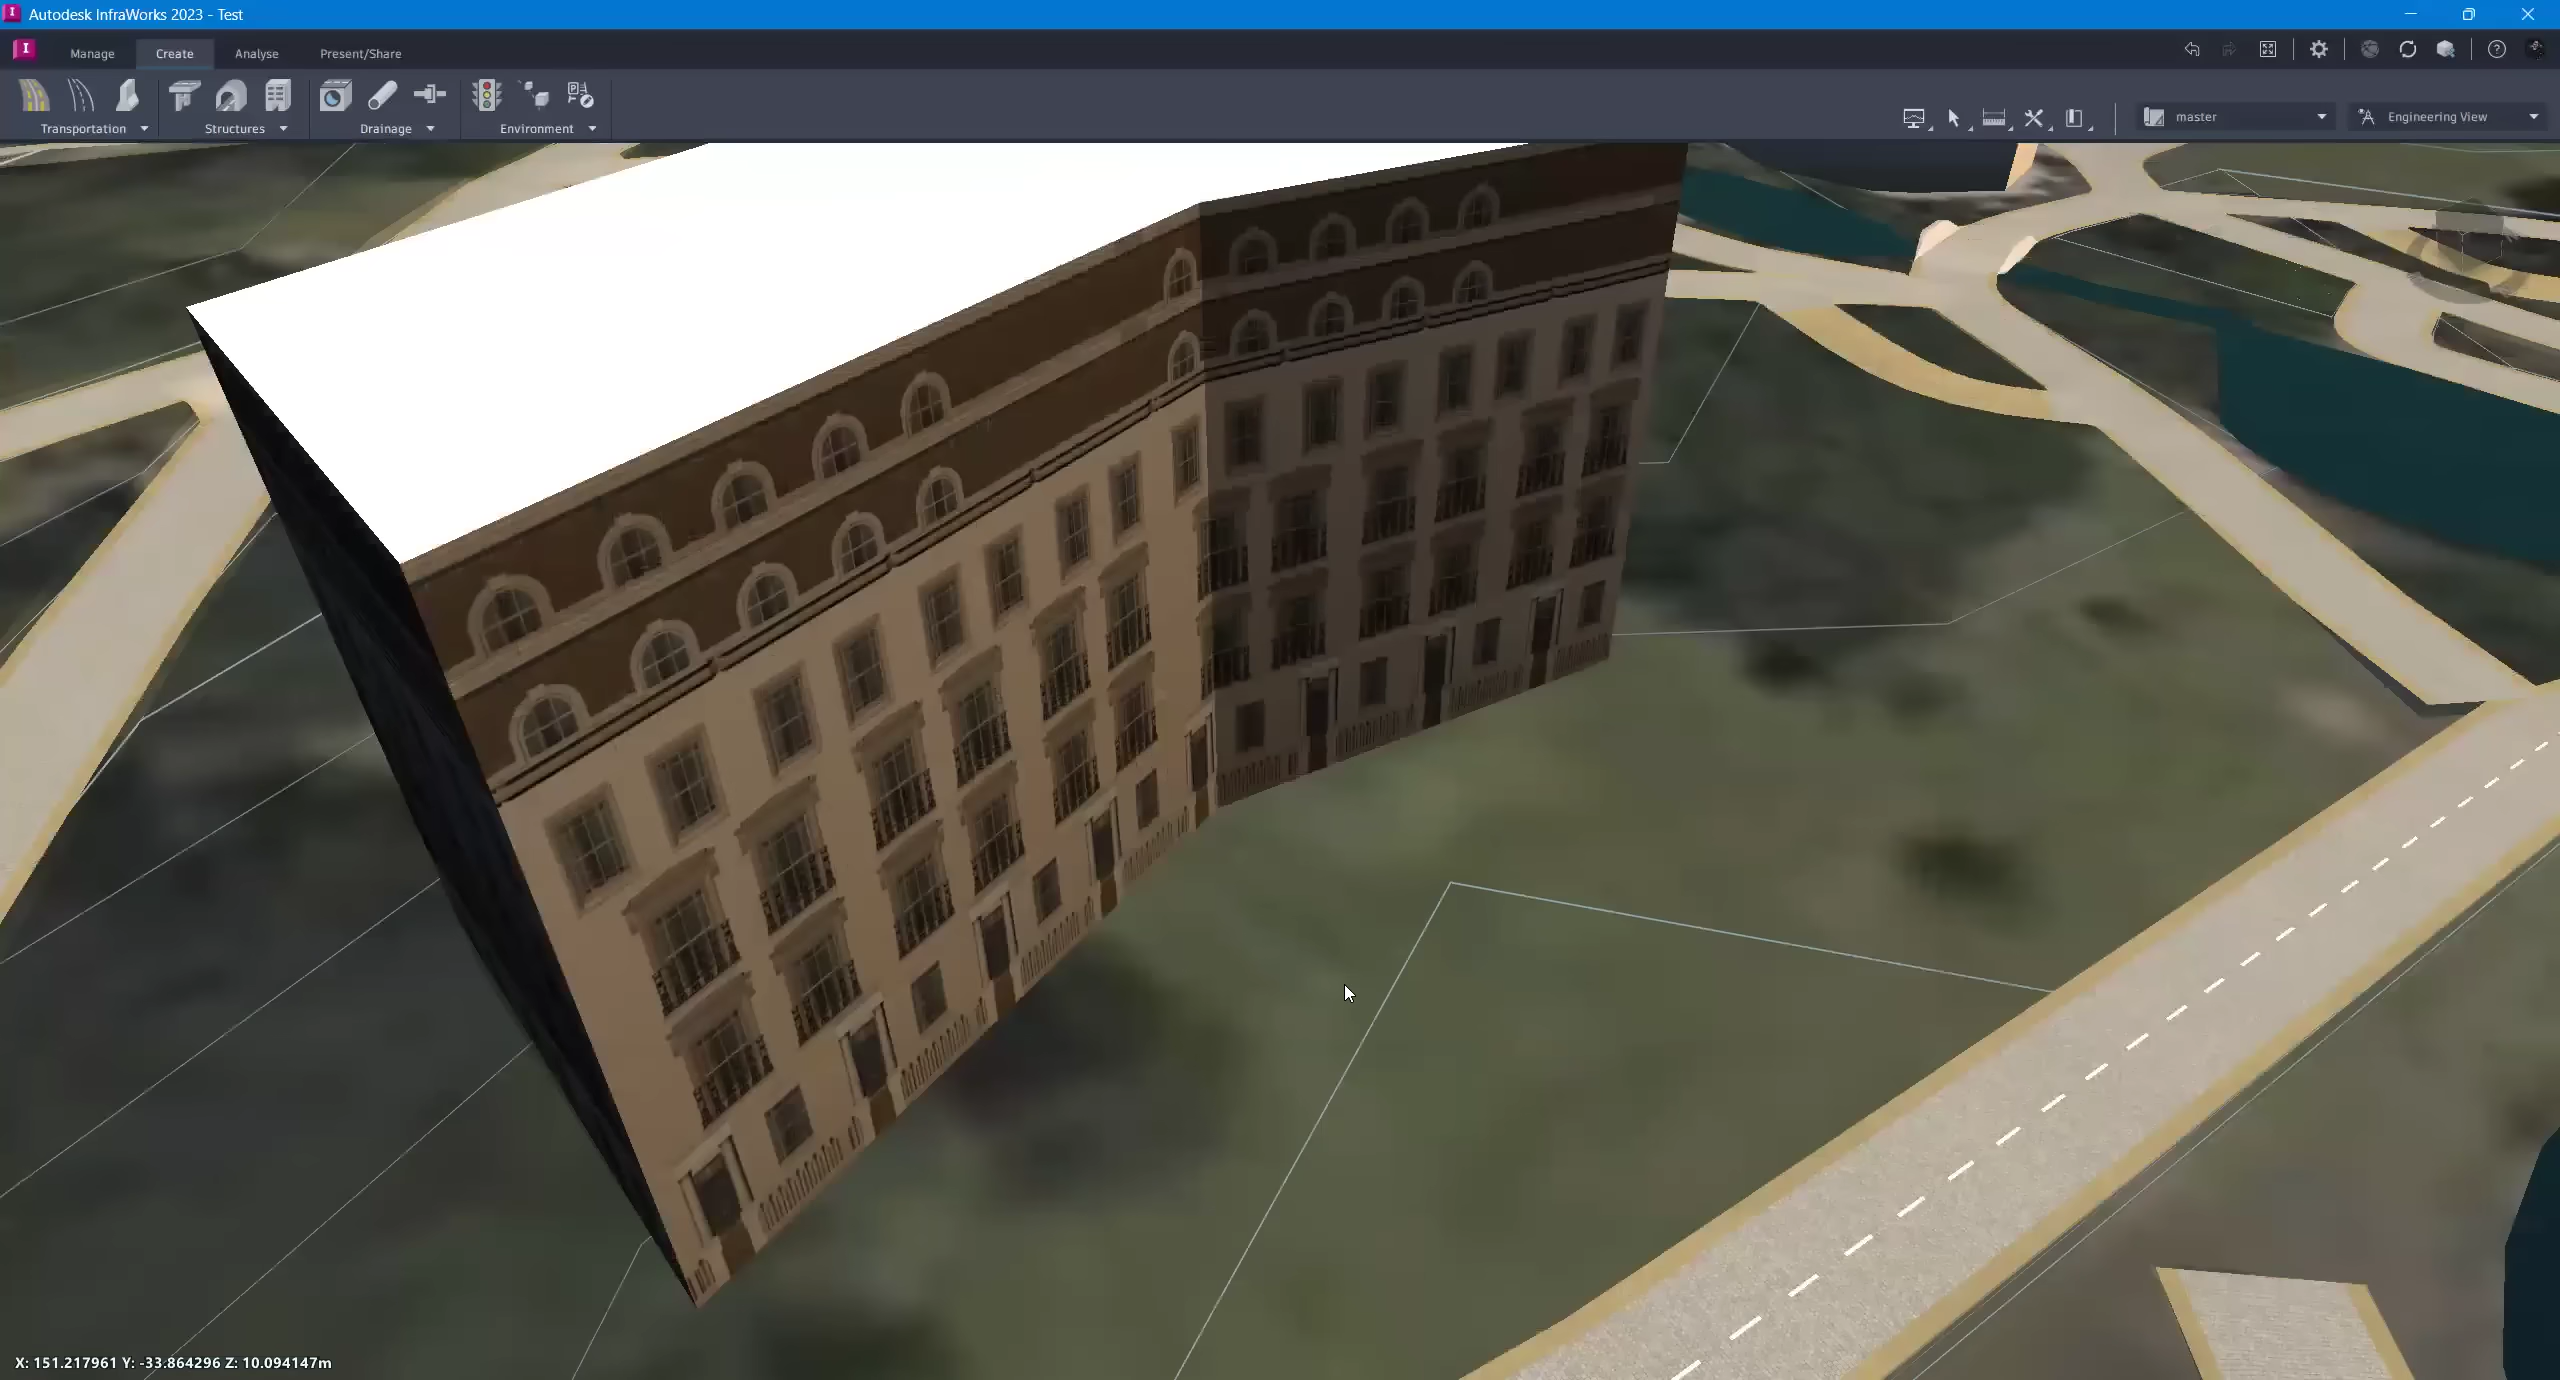 Autodesk InfraWorks 2023 - Test
Manage
Create
Analyse
Present/Share
Transportation
Structures
Drainage
Environment
master
Engineering View
X: 151.217961 Y: -33.864296 Z: 10.094147m